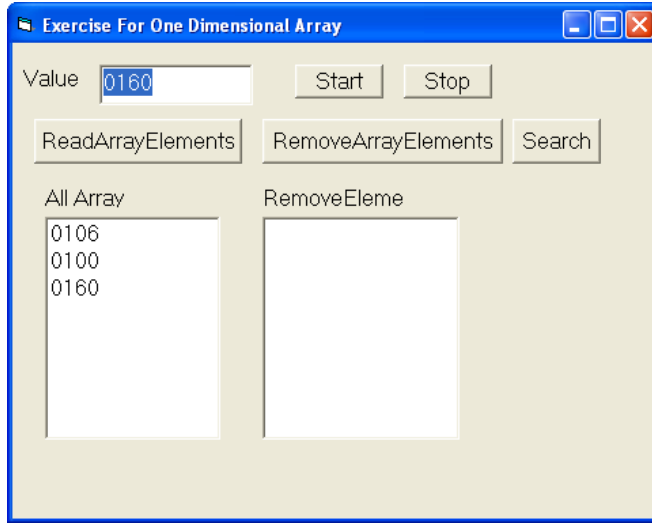 Exercise For One Dimensional Array
Value 0160 Start Stop
ReadArrayElements RemoveArrayElements Search
All Array RemoveEleme
0106
0100
0160